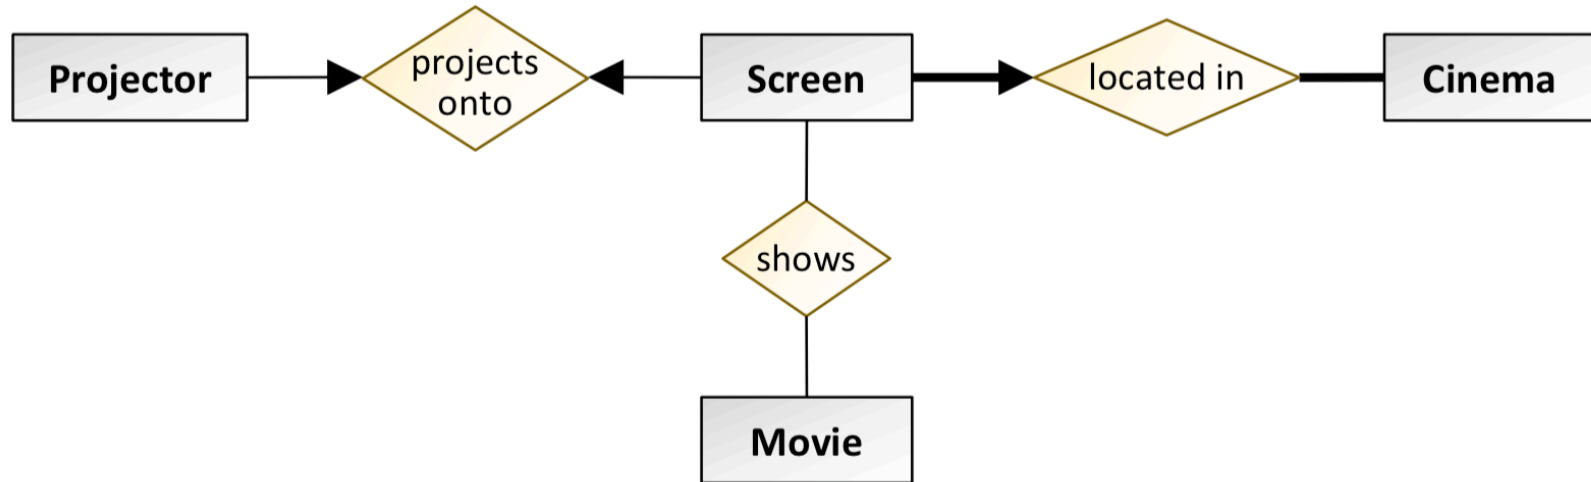 Projector
projects
onto
Screen
located in
Cinema
shows
Movie